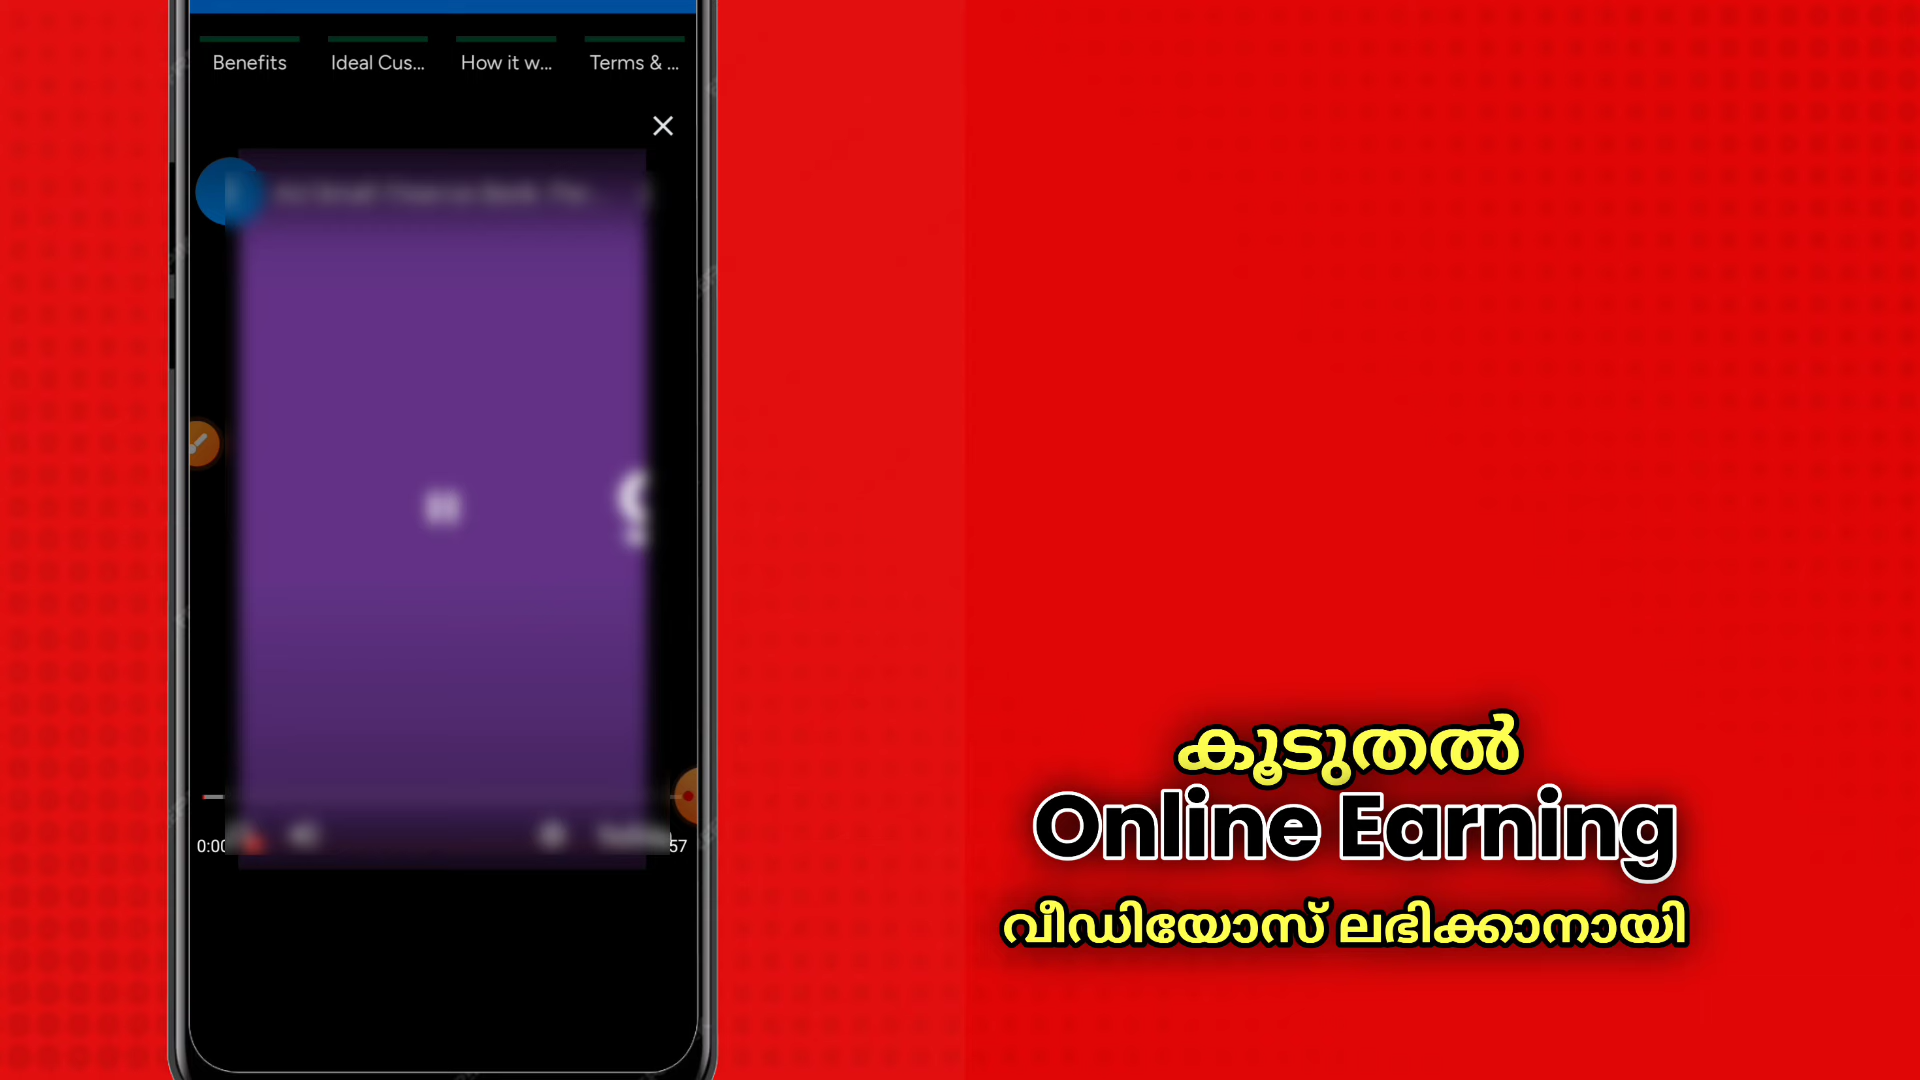 Benefits
Ideal Cus...
How it w...
Terms & ...
0:00
57
കൂടുതൽ
Online Earning
വീഡിയോസ് ലഭിക്കാനായി